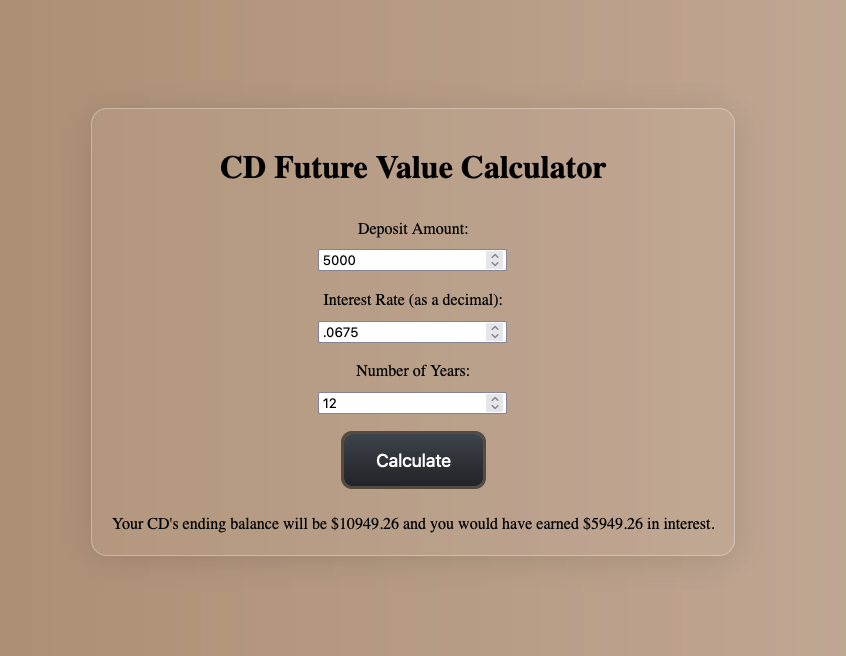 CD Future Value Calculator
Deposit Amount:
5000
Interest Rate (as a decimal):
.0675
Number of Years:
12
Calculate
Your CD's ending balance will be $10949.26 and you would have earned $5949.26 in interest.